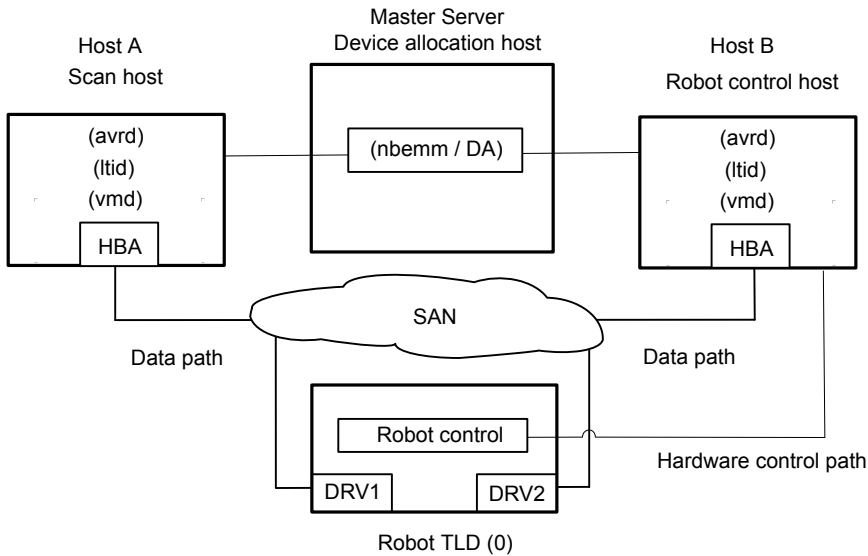 Master Server
Device allocation host
Host A
Scan host
Host B
Robot control host
(avrd)
(ltid)
(vmd)
HBA
(nbemm / DA)
(avrd)
(ltid)
(vmd)
HBA
SAN
Data path
Data path
Robot control
Hardware control path
DRV1
DRV2
Robot TLD (0)